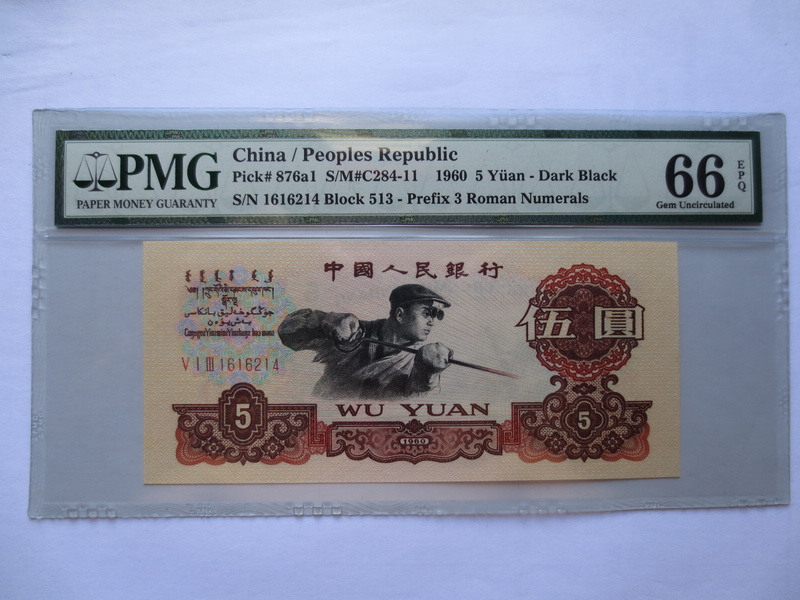 PMG
PAPER MONEY GUARANTY
China / Peoples Republic
Pick# 876a1 S/M#C284-11 1960 5 Yüan - Dark Black
S/N 1616214 Block 513 - Prefix 3 Roman Numerals
66
EPQ
Gem Uncirculated
中國人民銀行
V I III 1616214
伍圓
WU YUAN
5
1960
5